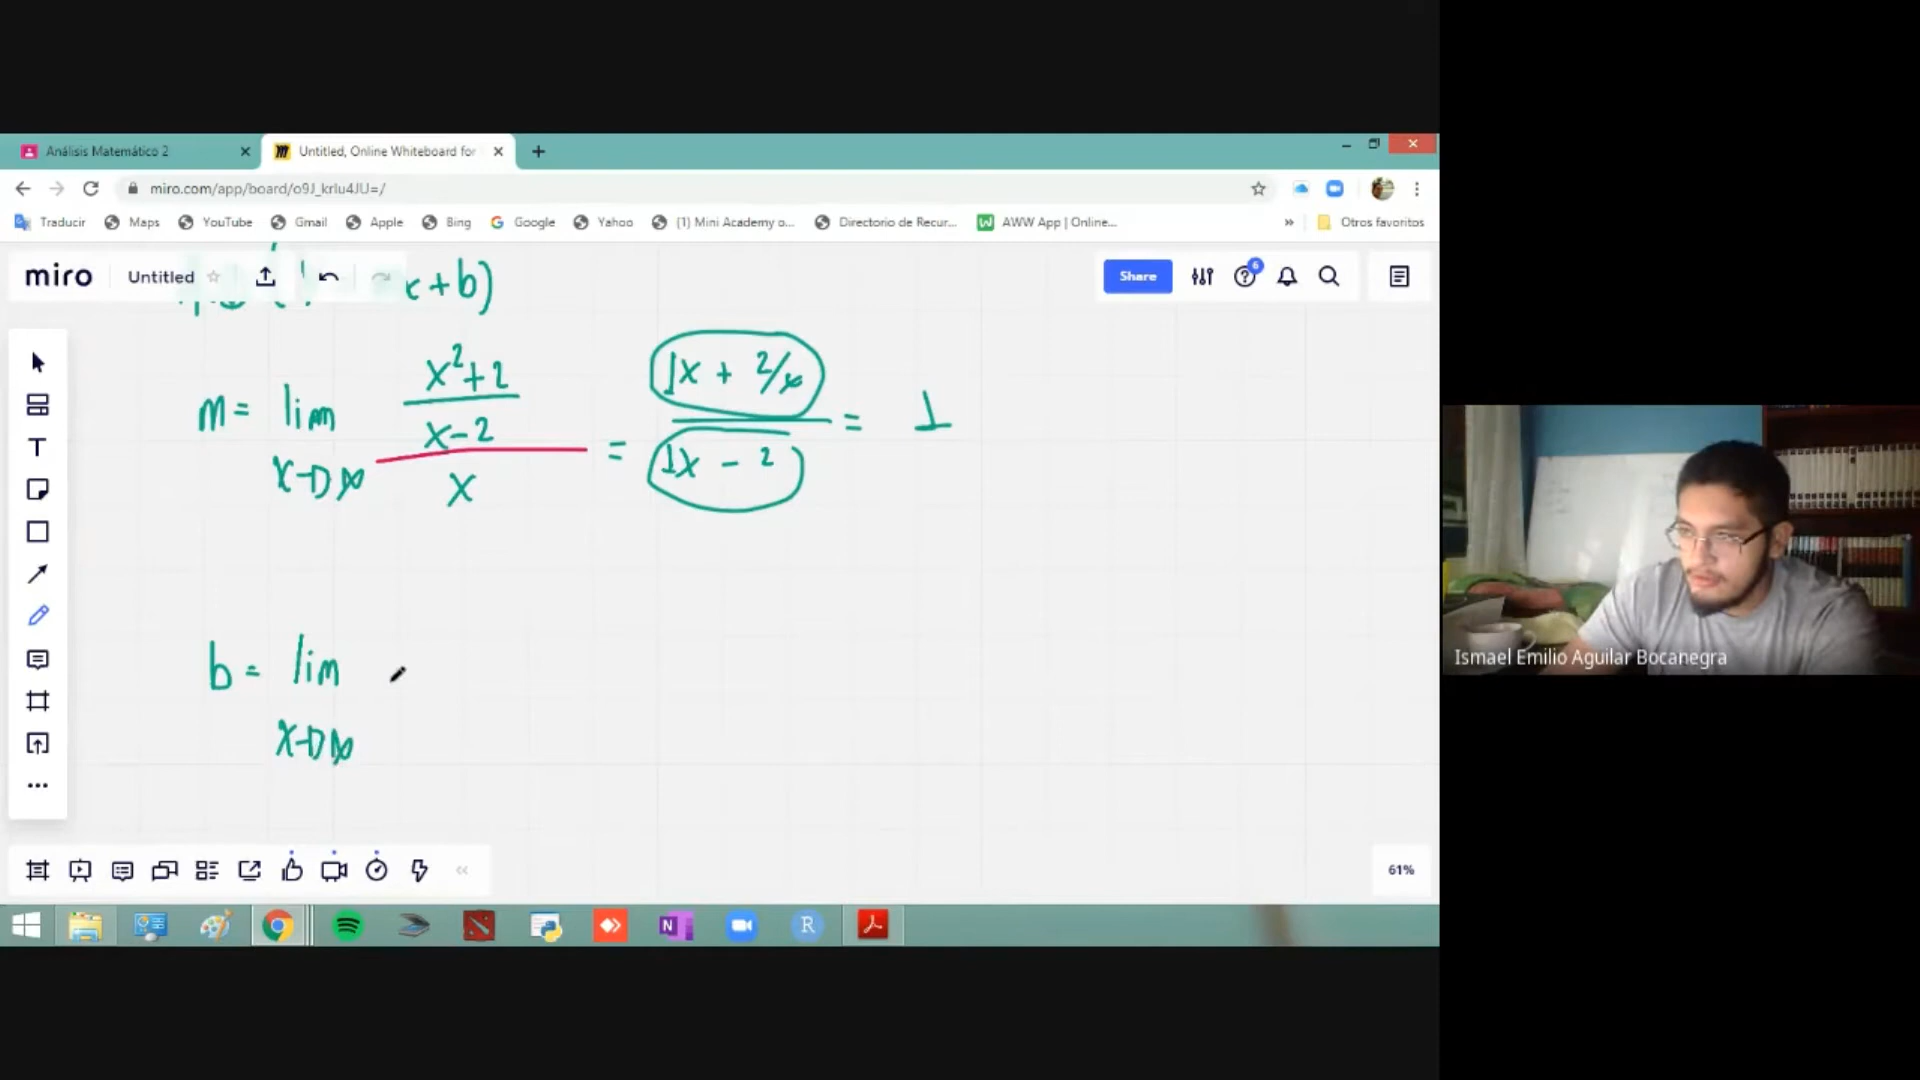 Análisis Matemático 2
Untitled, Online Whiteboard for
miro.com/app/board/o9J_krlu4JU=/
Traducir Maps YouTube Gmail Apple Bing Google Yahoo (1) Mini Academy o... Directorio de Recur... AWW App | Online... » Otros favoritos
miro Untitled Share 6
x+b)
m = lim x→∞ (x²+2)/(x-2)/x = (1x + 2/x)/(1x - 2) = 1
Ismael Emilio Aguilar Bocanegra
b = lim x→∞
61%